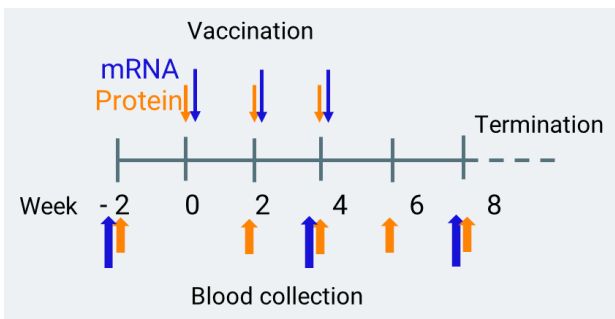 Vaccination
mRNA
Protein
Termination
Week -2 0 2 4 6 8
Blood collection